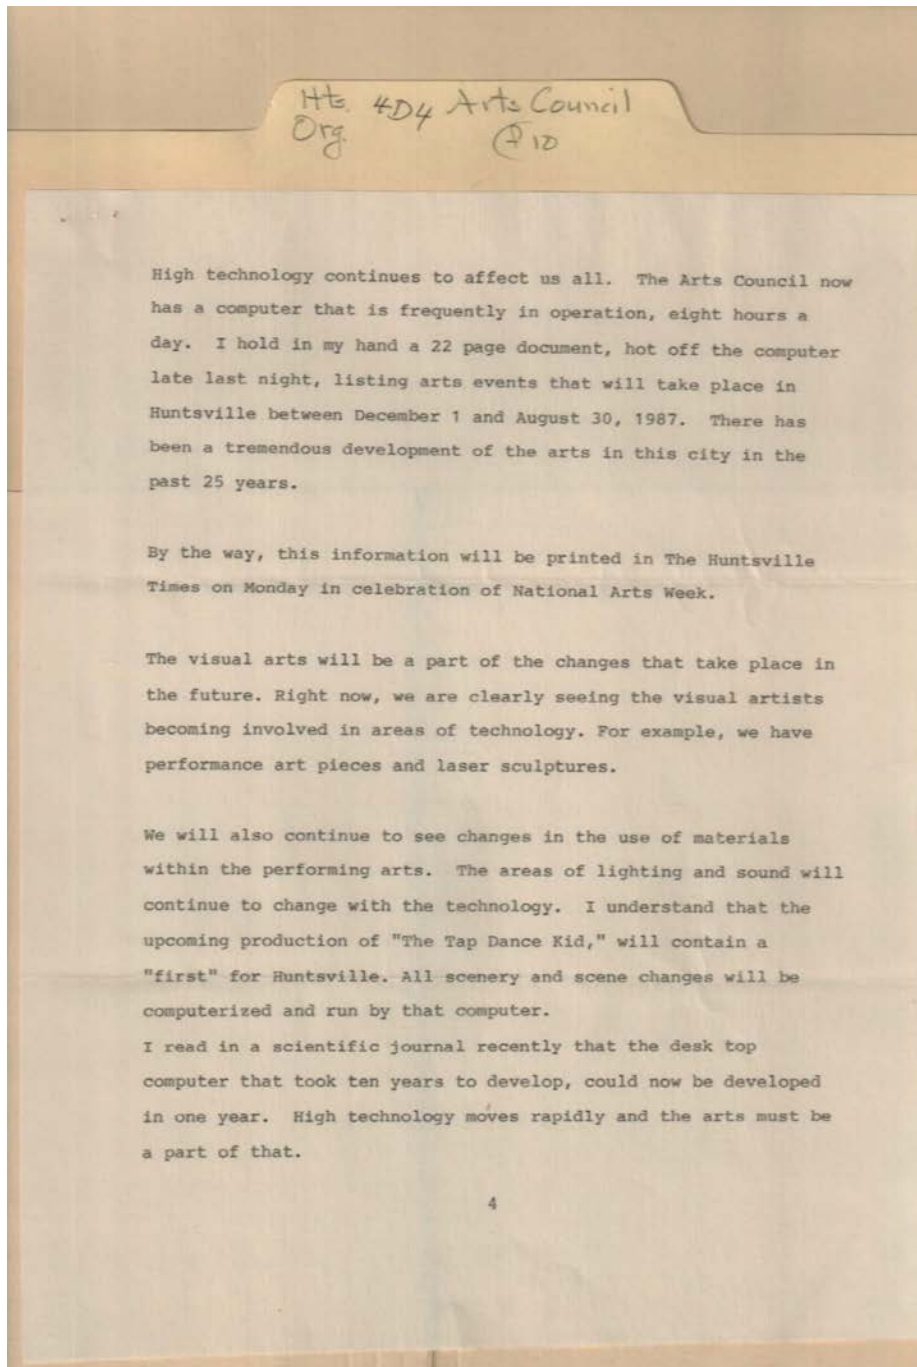 Hts. 4D4 Arts Council
Org. P10
High technology continues to affect us all. The Arts Council now
has a computer that is frequently in operation, eight hours a
day. I hold in my hand a 22 page document, hot off the computer
late last night, listing arts events that will take place in
Huntsville between December 1 and August 30, 1987. There has
been a tremendous development of the arts in this city in the
past 25 years.
By the way, this information will be printed in The Huntsville
Times on Monday in celebration of National Arts Week.
The visual arts will be a part of the changes that take place in
the future. Right now, we are clearly seeing the visual artists
becoming involved in areas of technology. For example, we have
performance art pieces and laser sculptures.
We will also continue to see changes in the use of materials
within the performing arts. The areas of lighting and sound will
continue to change with the technology. I understand that the
upcoming production of "The Tap Dance Kid," will contain a
"first" for Huntsville. All scenery and scene changes will be
computerized and run by that computer.
I read in a scientific journal recently that the desk top
computer that took ten years to develop, could now be developed
in one year. High technology moves rapidly and the arts must be
a part of that.
4